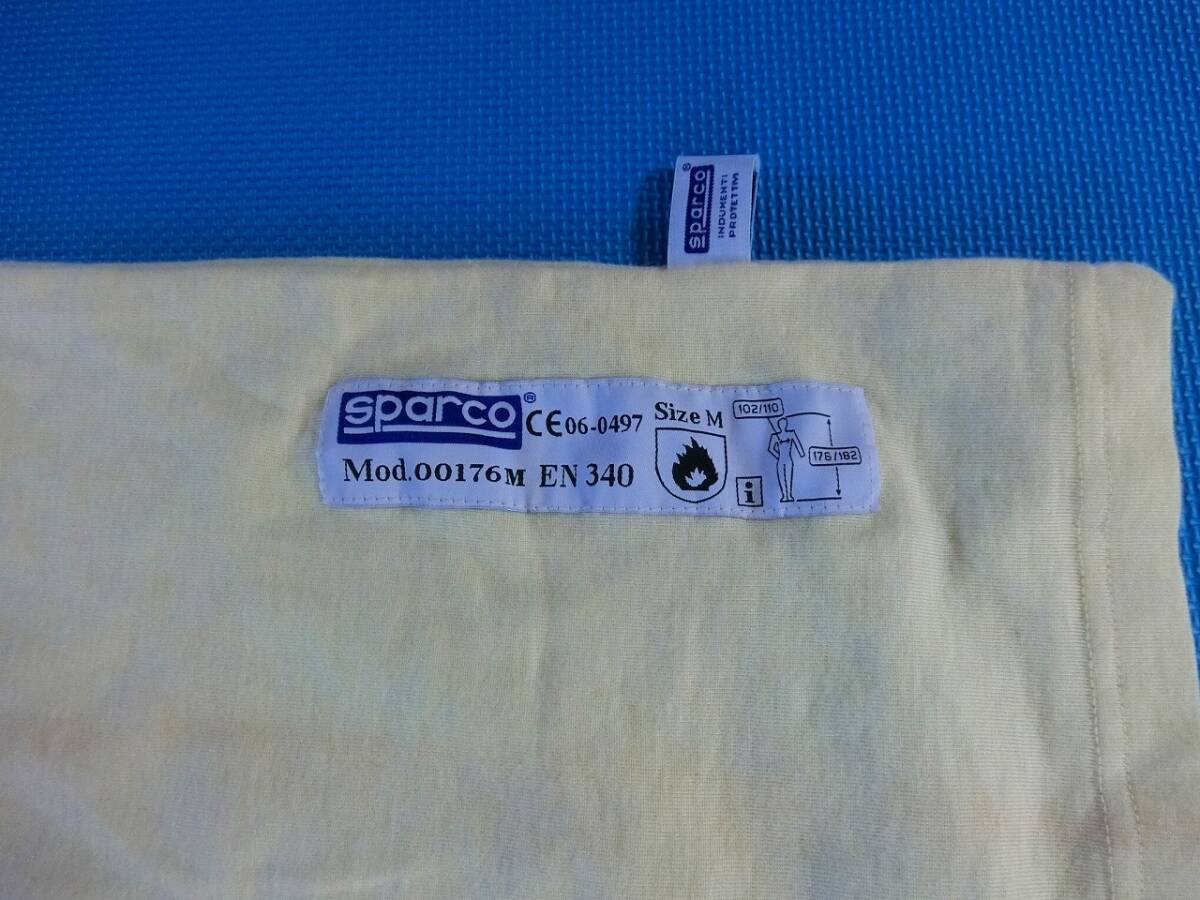 sparco®
INDUMENTI
PROTETTIVI
sparco®
CE 06-0497
Size M
102/110
Mod.00176M EN 340
176/182
i